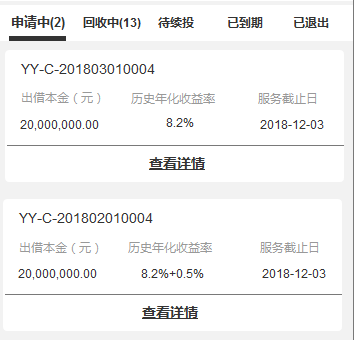 申请中(2) 回收中(13) 待续投 已到期 已退出
YY-C-201803010004
出借本金（元） 历史年化收益率 服务截止日
20,000,000.00 8.2% 2018-12-03
查看详情
YY-C-201802010004
出借本金（元） 历史年化收益率 服务截止日
20,000,000.00 8.2%+0.5% 2018-12-03
查看详情